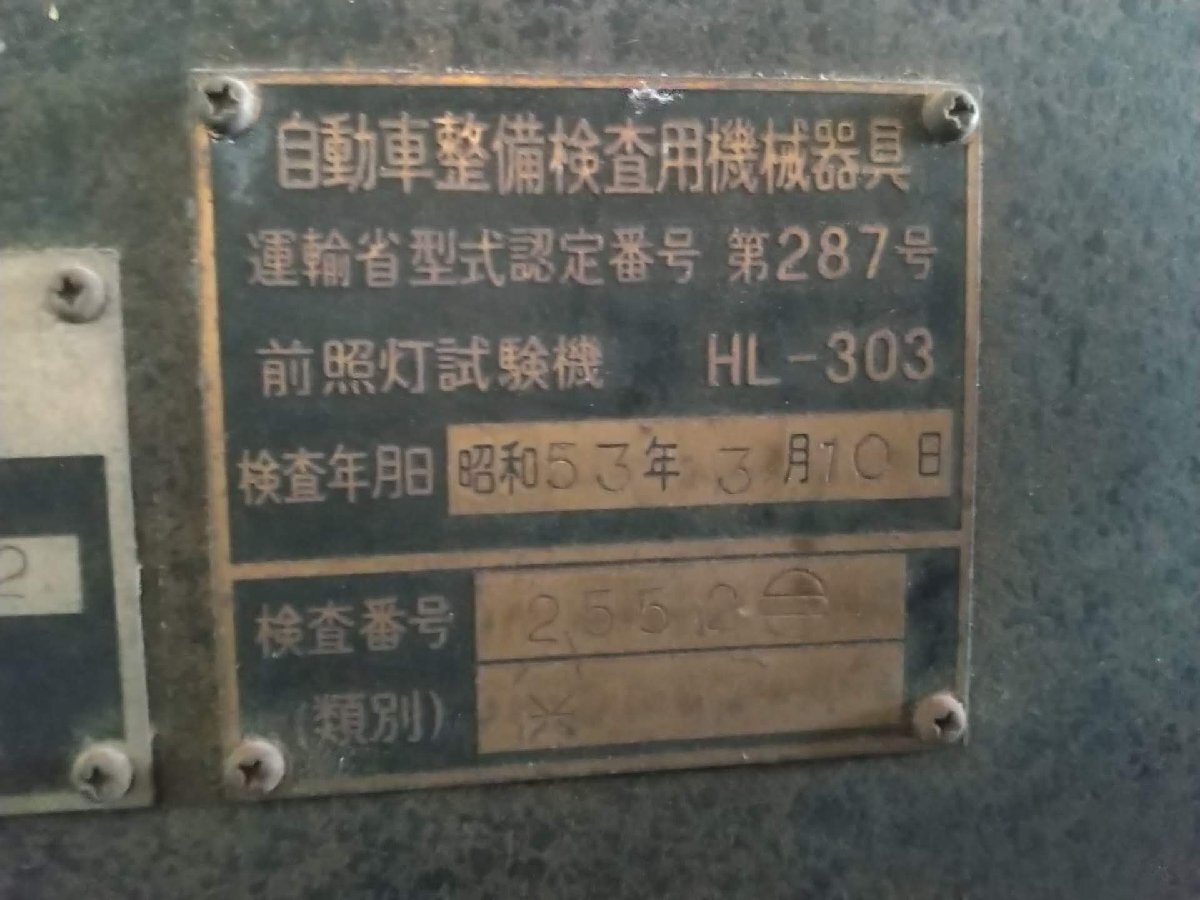 自動車整備検査用機械器具
運輸省型式認定番号 第287号
前照灯試験機 HL-303
検査年月日 昭和53年3月10日
検査番号 2552
(類別) 米
2